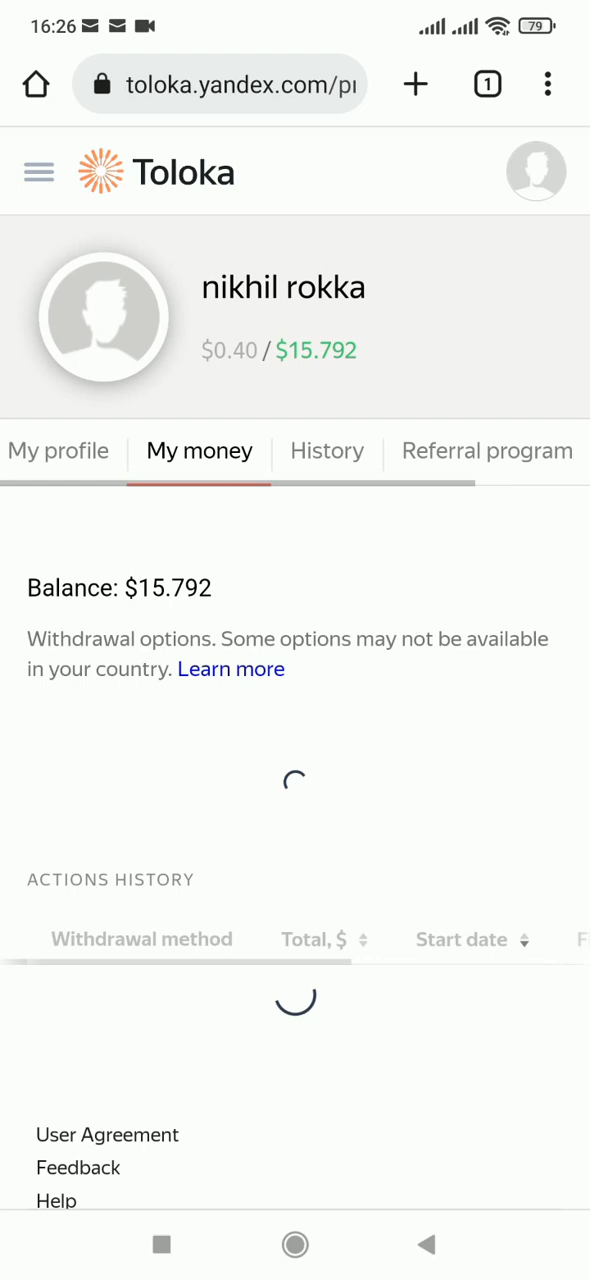 16:26
79
toloka.yandex.com/pr
1
Toloka
nikhil rokka
$0.40 / $15.792
My profile
My money
History
Referral program
Balance: $15.792
Withdrawal options. Some options may not be available
in your country. Learn more
ACTIONS HISTORY
Withdrawal method
Total, $
Start date
F
User Agreement
Feedback
Help